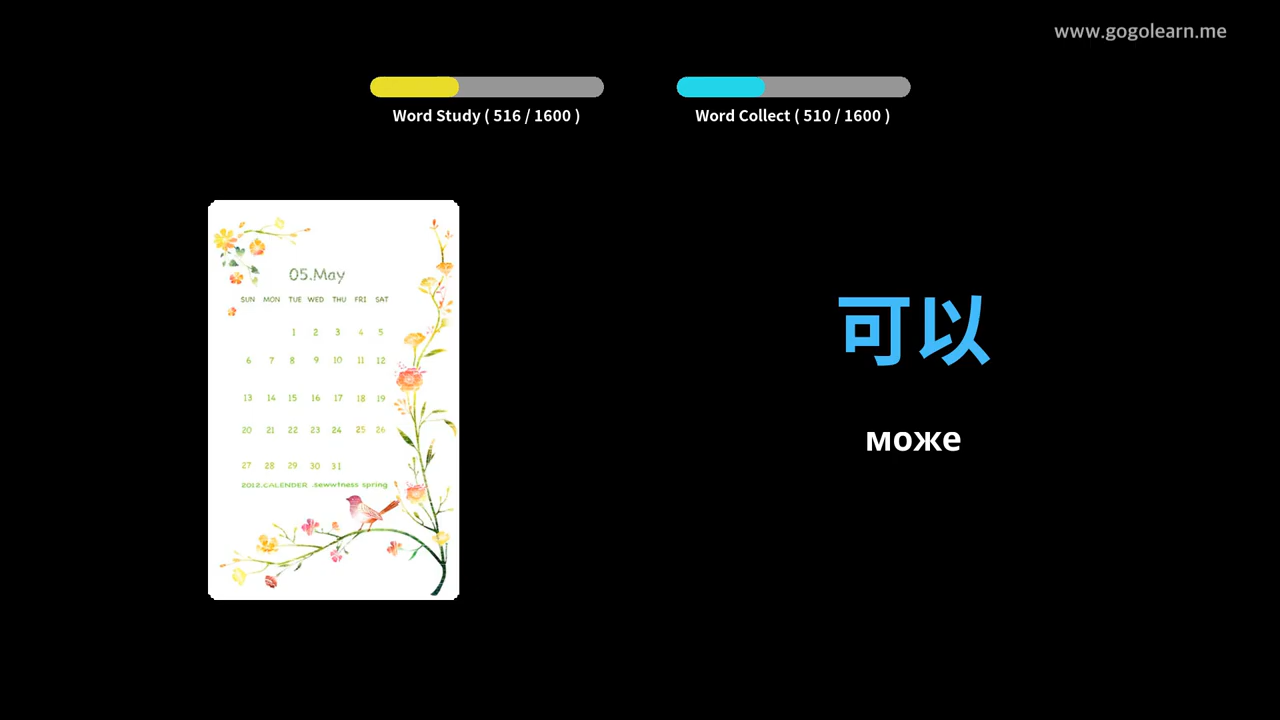 www.gogolearn.me
Word Study ( 516 / 1600 )
Word Collect ( 510 / 1600 )
05.May
SUN MON TUE WED THU FRI SAT
1 2 3 4 5
6 7 8 9 10 11 12
13 14 15 16 17 18 19
20 21 22 23 24 25 26
27 28 29 30 31
2012.CALENDER .sewwtness spring
可以
може